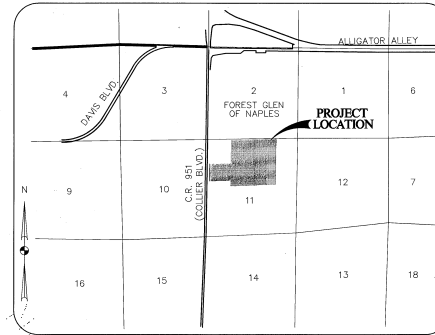 ALLIGATOR ALLEY
4
3
2
1
6
DAVIS BLVD.
FOREST GLEN
OF NAPLES
PROJECT
LOCATION
N
9
10
C.R. 951
(COLLIER BLVD.)
11
12
7
16
15
14
13
18